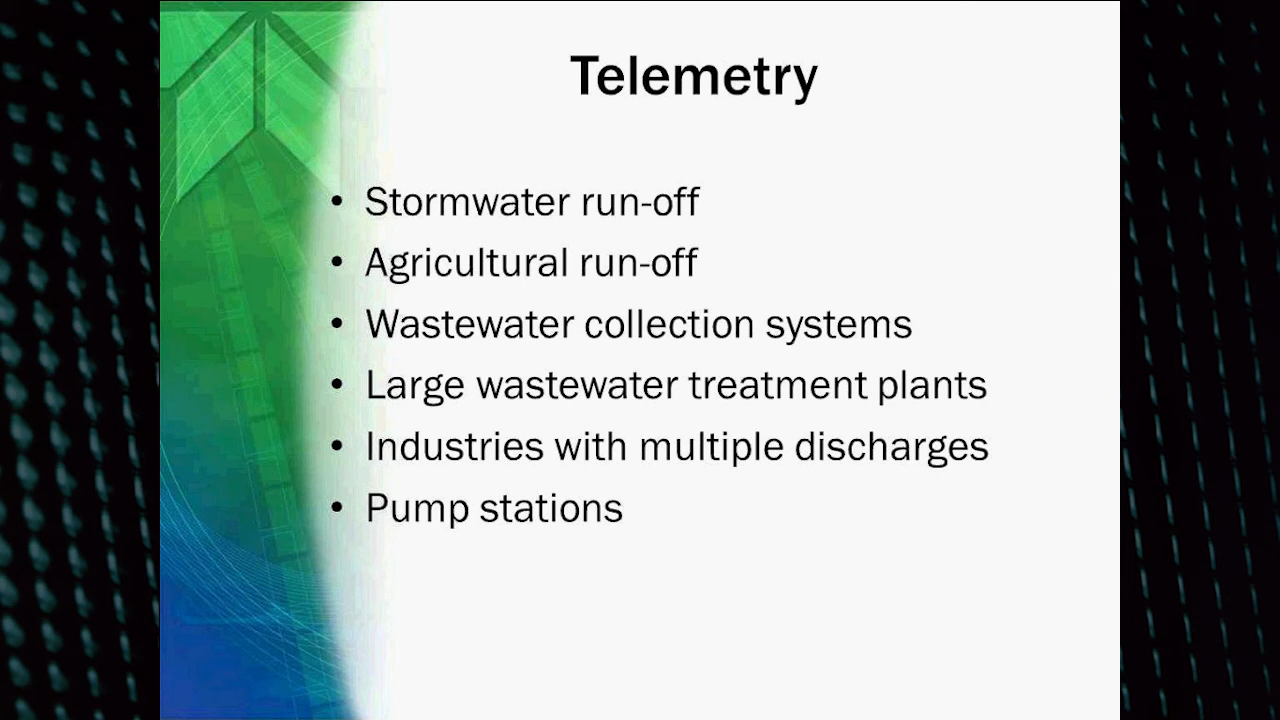 Telemetry
• Stormwater run-off
• Agricultural run-off
• Wastewater collection systems
• Large wastewater treatment plants
• Industries with multiple discharges
• Pump stations